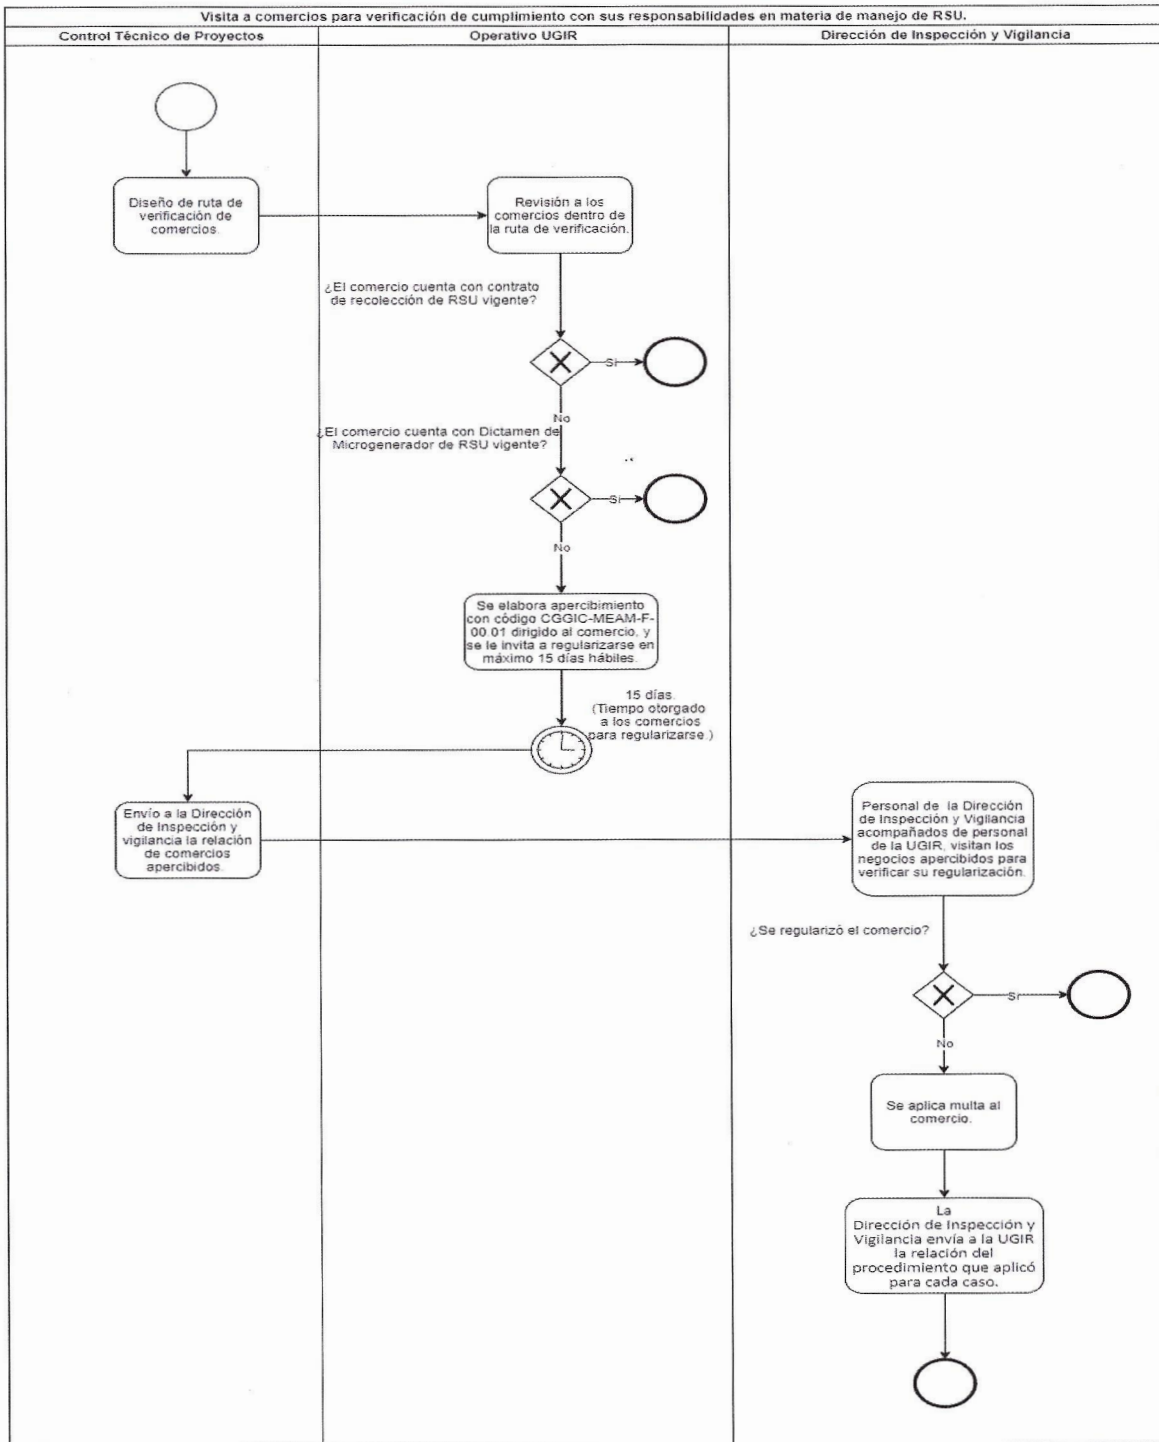 Visita a comercios para verificación de cumplimiento con sus responsabilidades en materia de manejo de RSU.
Control Técnico de Proyectos
Operativo UGIR
Dirección de Inspección y Vigilancia
Diseño de ruta de
verificación de
comercios.
Revisión a los
comercios dentro de
la ruta de verificación.
¿El comercio cuenta con contrato
de recolección de RSU vigente?
Si
No
¿El comercio cuenta con Dictamen de
Microgenerador de RSU vigente?
Si
No
Se elabora apercibimiento
con código CGGIC-MEAM-F-
00.01 dirigido al comercio, y
se le invita a regularizarse en
máximo 15 días hábiles.
15 días.
(Tiempo otorgado
a los comercios
para regularizarse.)
Envío a la Dirección
de Inspección y
vigilancia la relación
de comercios
apercibidos.
Personal de la Dirección
de Inspección y Vigilancia
acompañados de personal
de la UGIR, visitan los
negocios apercibidos para
verificar su regularización.
¿Se regularizó el comercio?
Si
No
Se aplica multa al
comercio.
La
Dirección de Inspección y
Vigilancia envía a la UGIR
la relación del
procedimiento que aplicó
para cada caso.